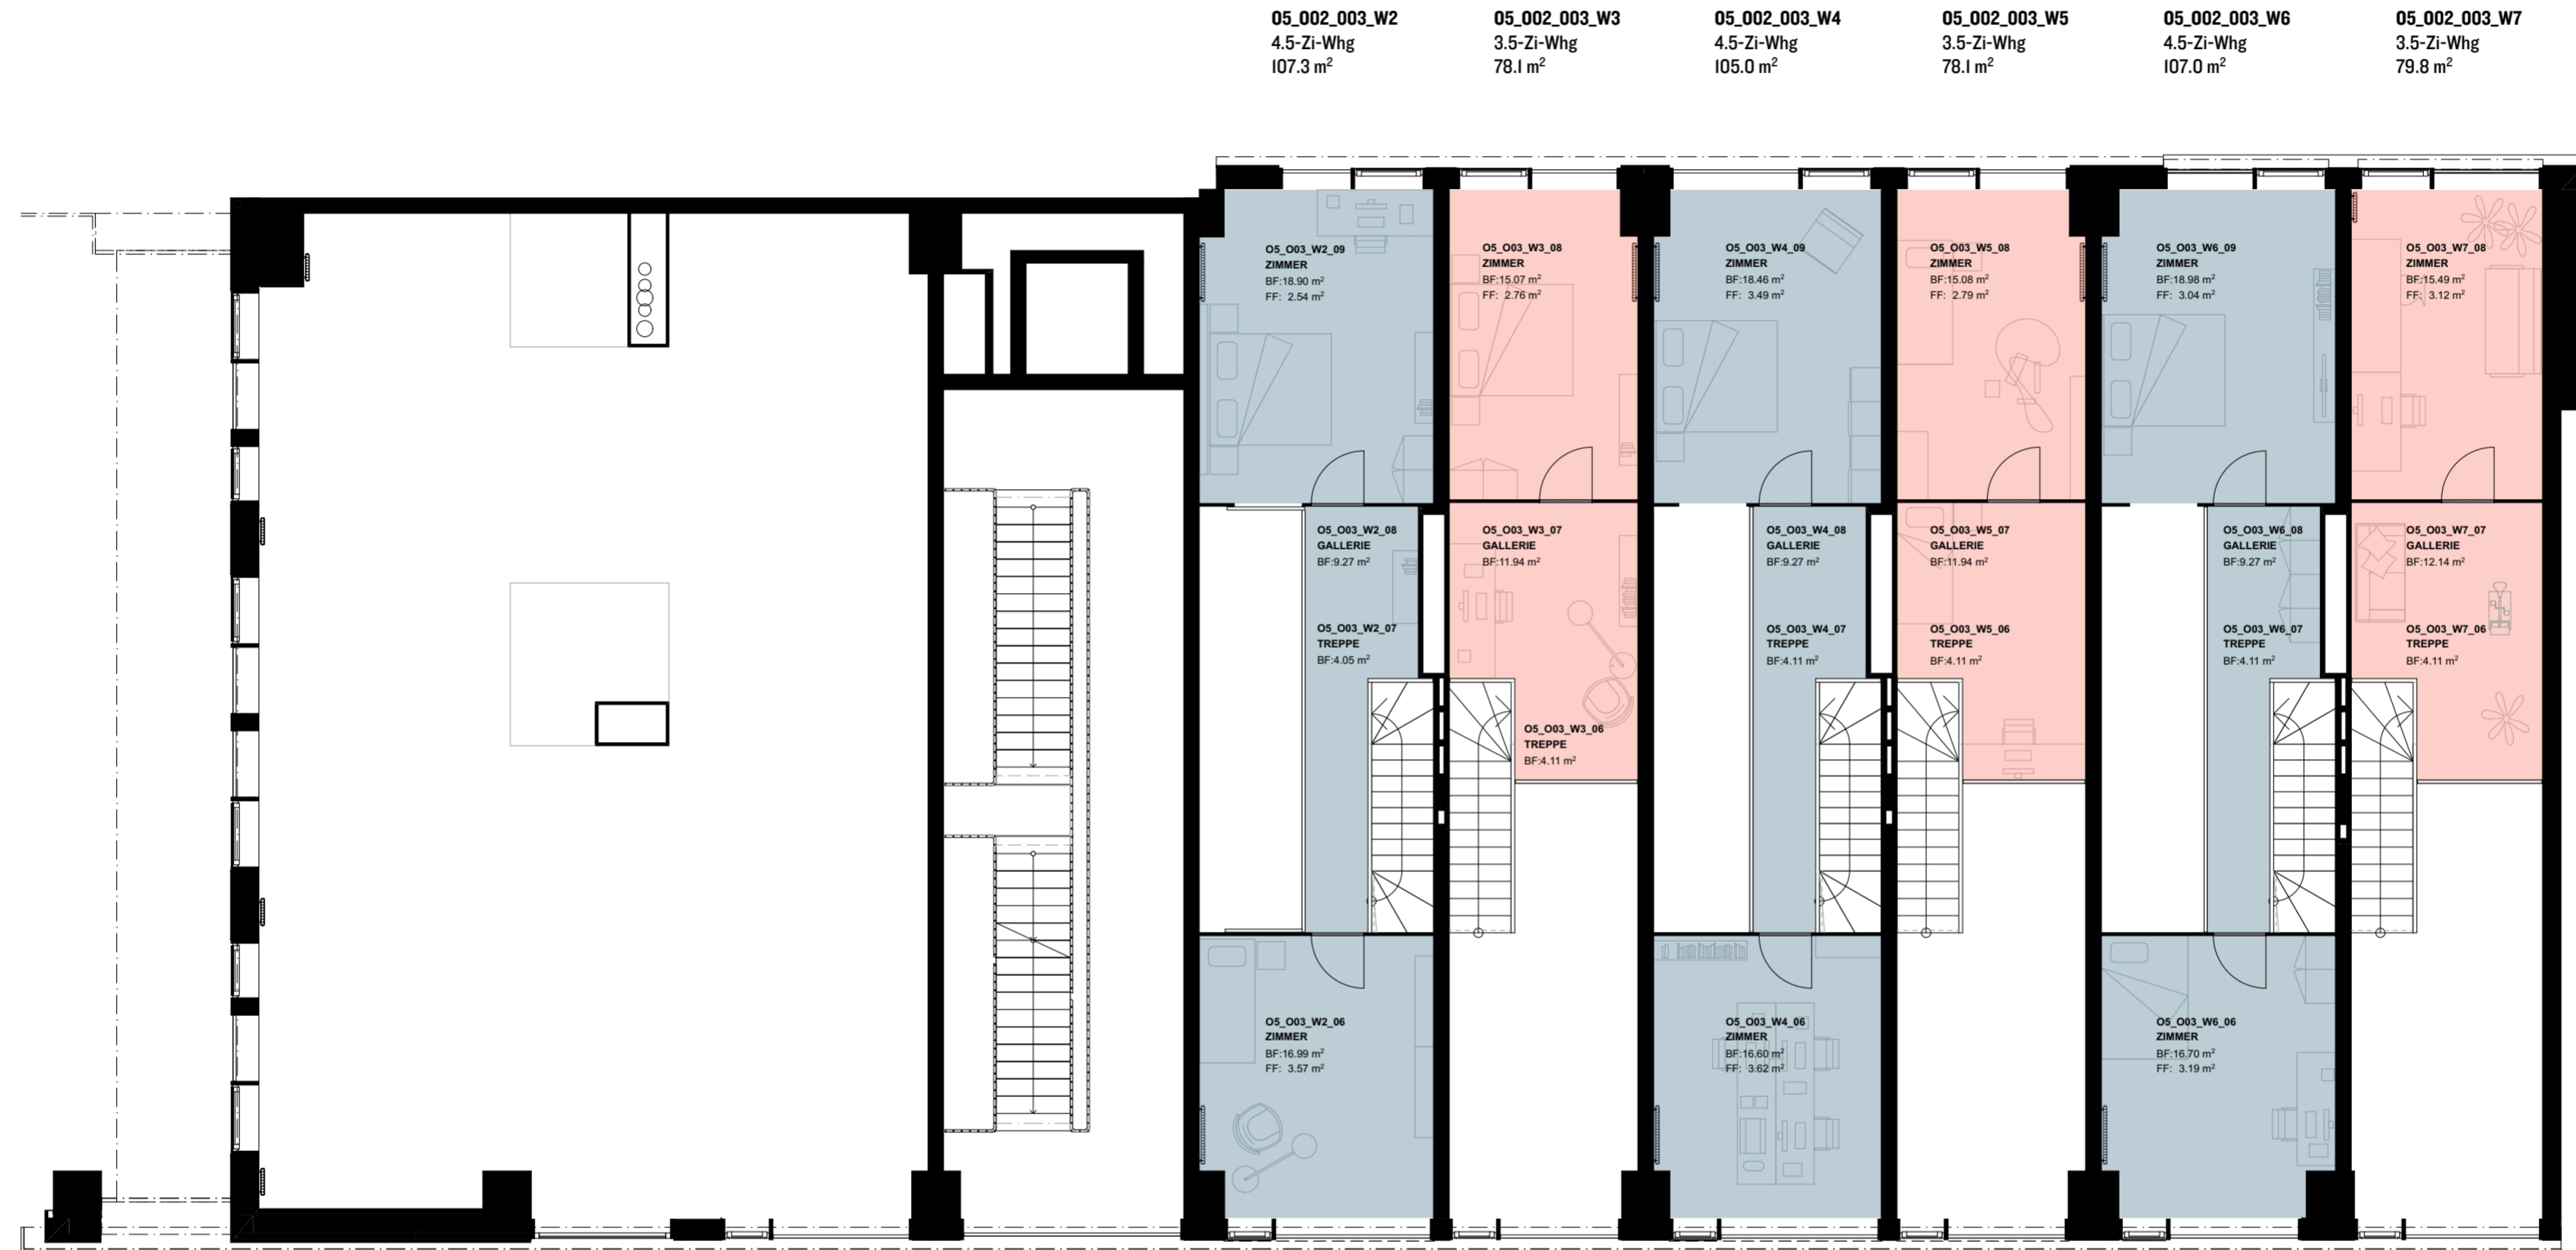 05_002_003_W2
4.5-Zi-Whg
107.3 m²
05_002_003_W3
3.5-Zi-Whg
78.1 m²
05_002_003_W4
4.5-Zi-Whg
105.0 m²
05_002_003_W5
3.5-Zi-Whg
78.1 m²
05_002_003_W6
4.5-Zi-Whg
107.0 m²
05_002_003_W7
3.5-Zi-Whg
79.8 m²
O5_O03_W2_09
ZIMMER
BF:18.90 m²
FF: 2.54 m²
O5_O03_W3_08
ZIMMER
BF:15.07 m²
FF: 2.76 m²
O5_O03_W4_09
ZIMMER
BF:18.46 m²
FF: 3.49 m²
O5_O03_W5_08
ZIMMER
BF:15.08 m²
FF: 2.79 m²
O5_O03_W6_09
ZIMMER
BF:18.98 m²
FF: 3.04 m²
O5_O03_W7_08
ZIMMER
BF:15.49 m²
FF: 3.12 m²
O5_O03_W2_08
GALLERIE
BF:9.27 m²
O5_O03_W3_07
GALLERIE
BF:11.94 m²
O5_O03_W4_08
GALLERIE
BF:9.27 m²
O5_O03_W5_07
GALLERIE
BF:11.94 m²
O5_O03_W6_08
GALLERIE
BF:9.27 m²
O5_O03_W7_07
GALLERIE
BF:12.14 m²
O5_O03_W2_07
TREPPE
BF:4.05 m²
O5_O03_W4_07
TREPPE
BF:4.11 m²
O5_O03_W5_06
TREPPE
BF:4.11 m²
O5_O03_W6_07
TREPPE
BF:4.11 m²
O5_O03_W7_06
TREPPE
BF:4.11 m²
O5_O03_W3_06
TREPPE
BF:4.11 m²
O5_O03_W2_06
ZIMMER
BF:16.99 m²
FF: 3.57 m²
O5_O03_W4_06
ZIMMER
BF:16.60 m²
FF: 3.62 m²
O5_O03_W6_06
ZIMMER
BF:16.70 m²
FF: 3.19 m²